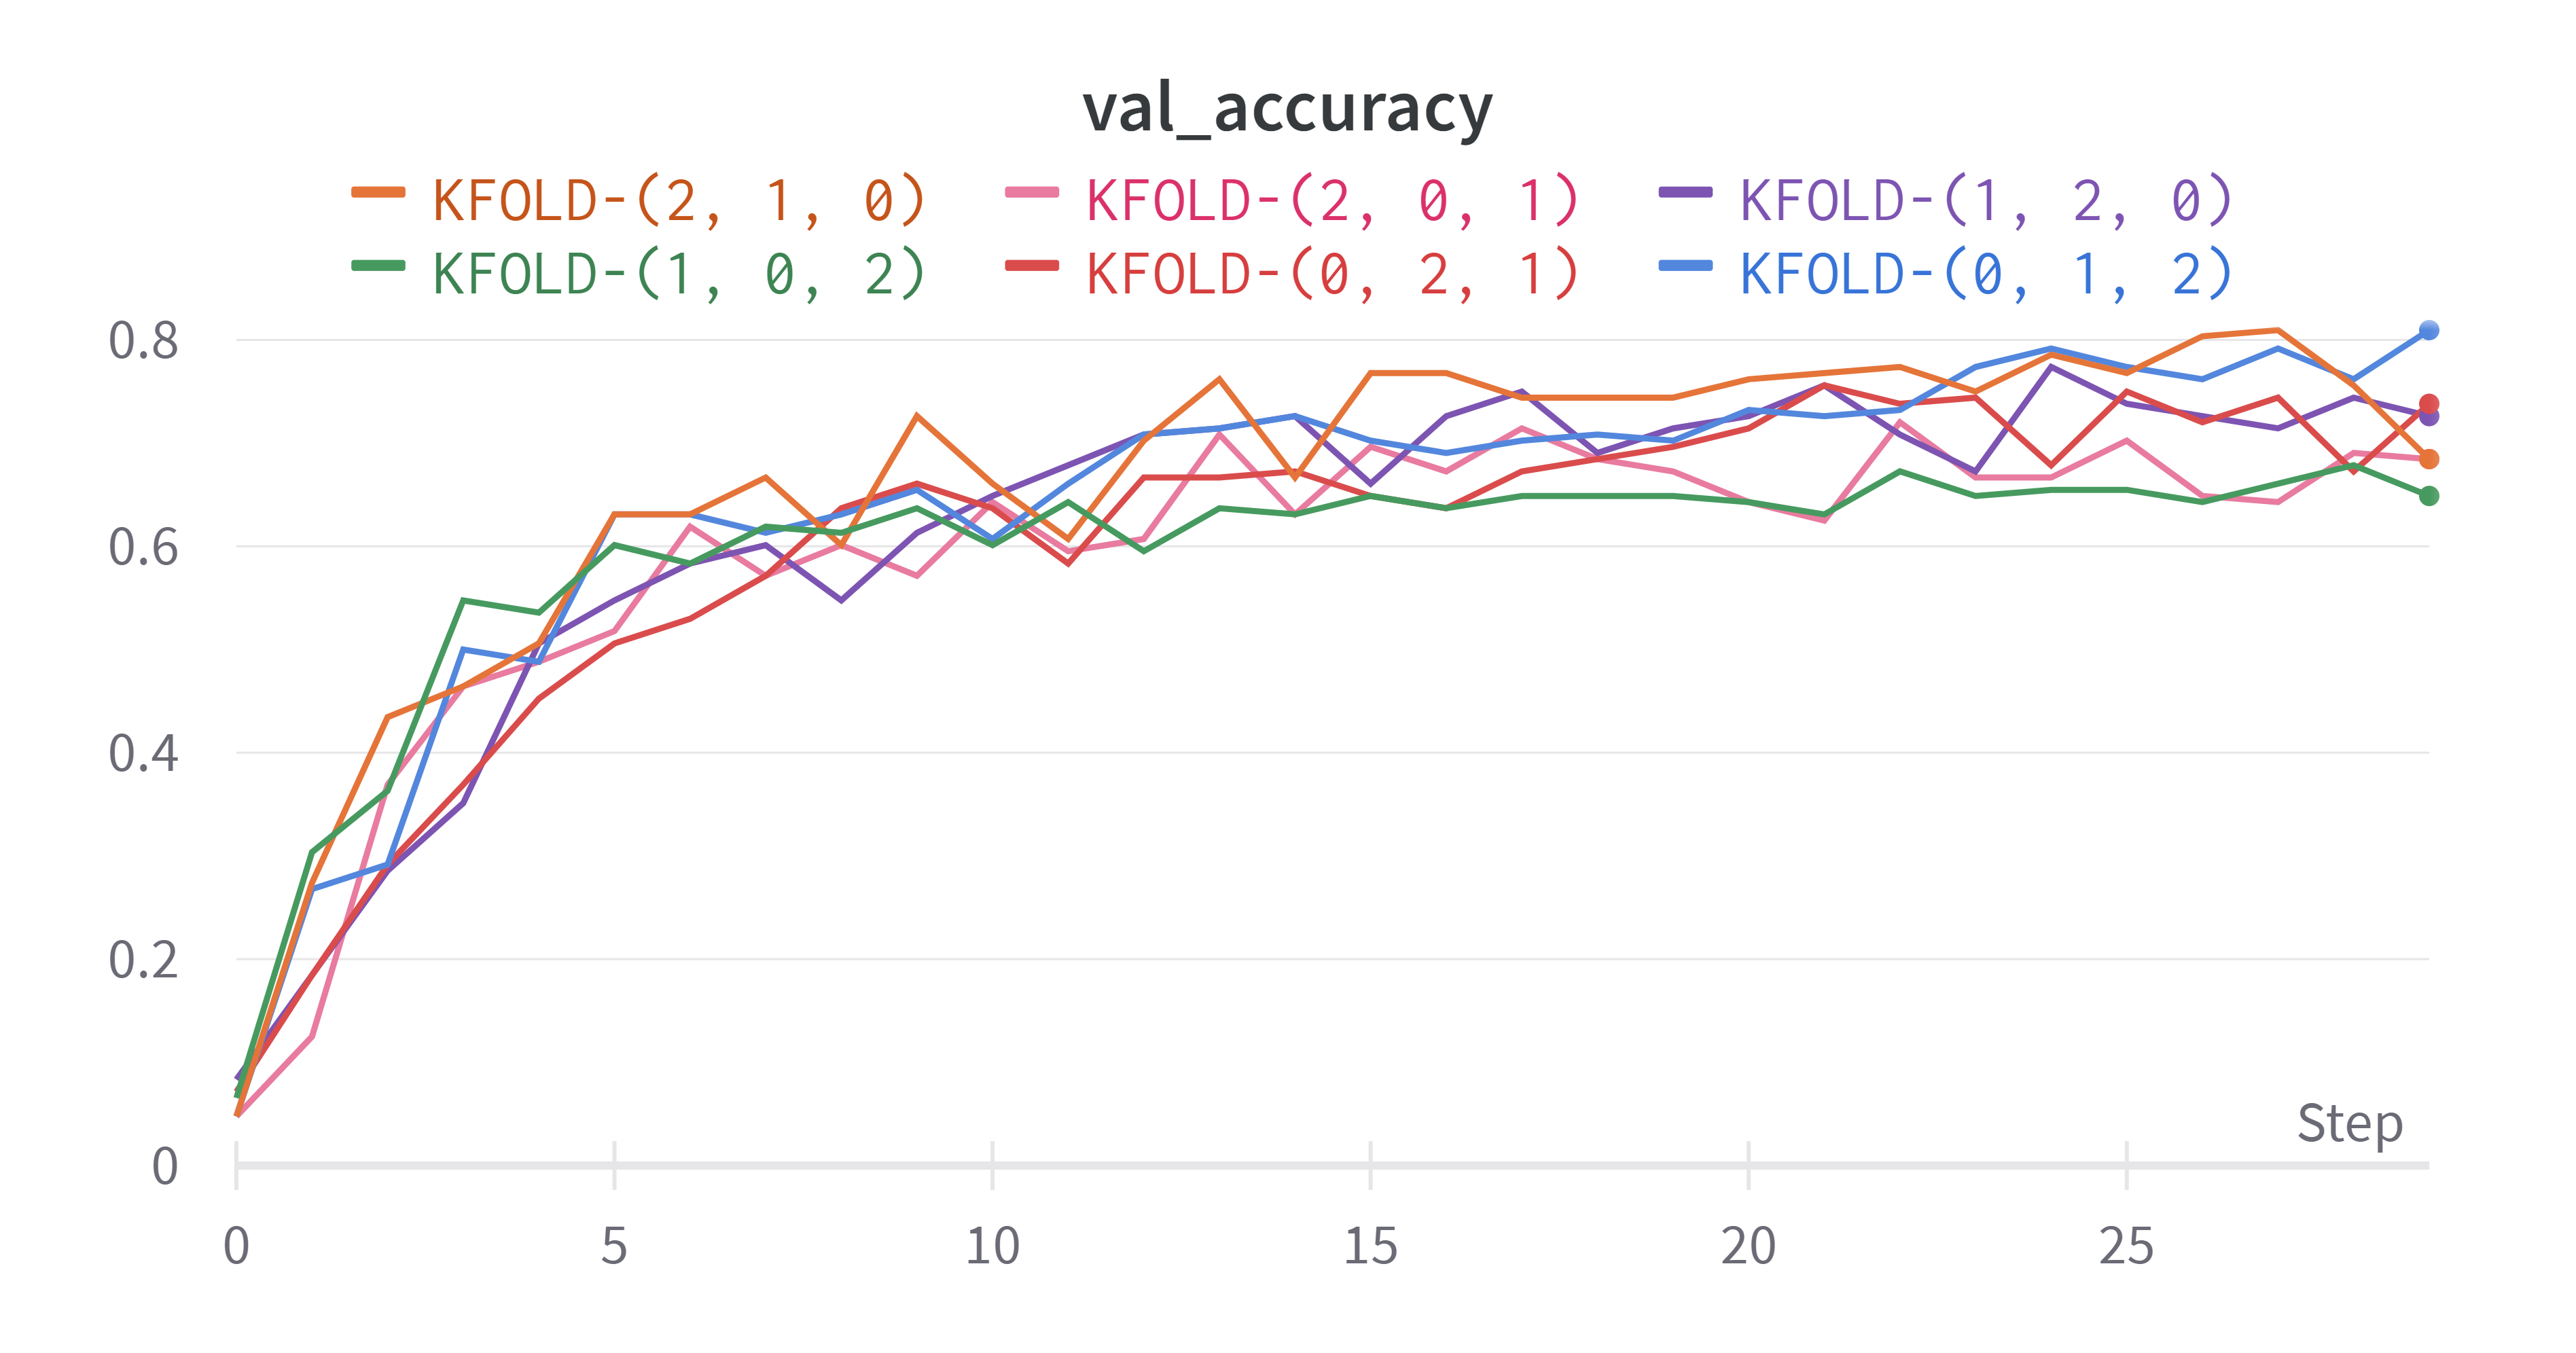 val_accuracy
KFOLD-(2, 1, 0) KFOLD-(2, 0, 1) KFOLD-(1, 2, 0)
KFOLD-(1, 0, 2) KFOLD-(0, 2, 1) KFOLD-(0, 1, 2)
0.8
0.6
0.4
0.2
Step
0
0 5 10 15 20 25